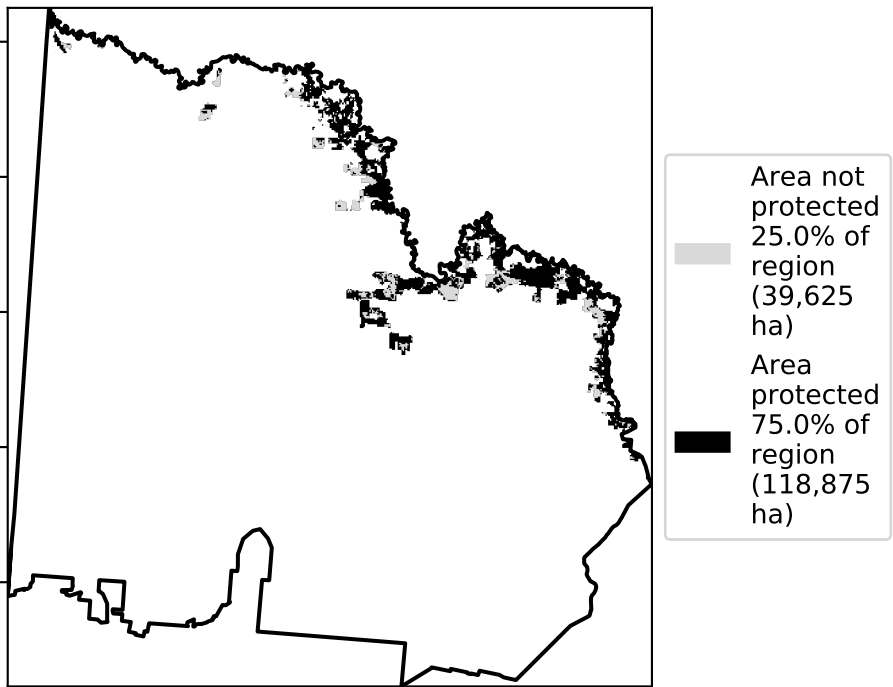 Area not
protected
25.0% of
region
(39,625
ha)
Area
protected
75.0% of
region
(118,875
ha)